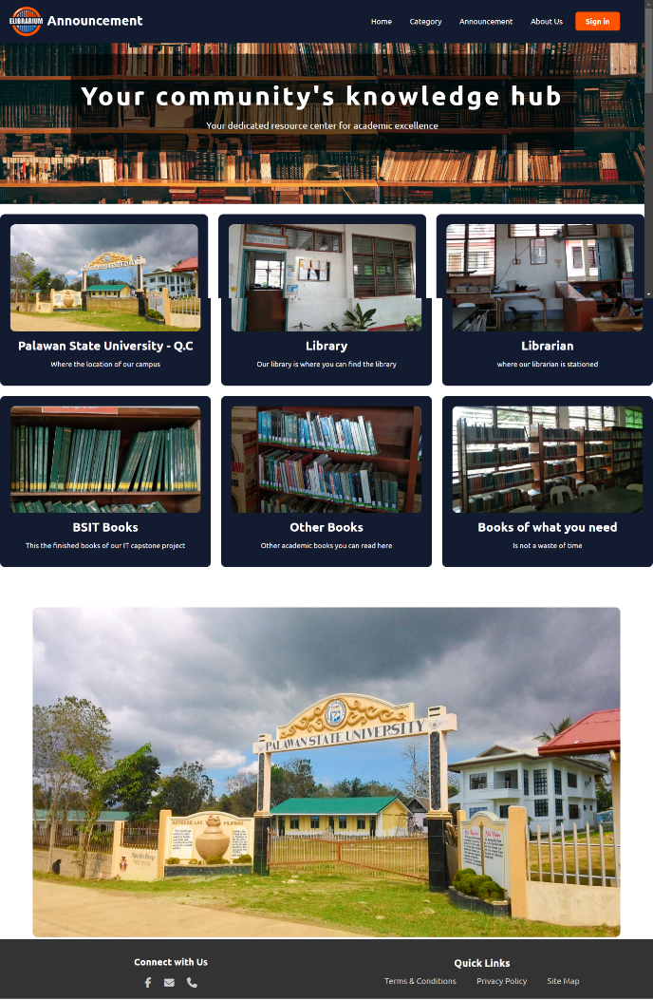 ELIBRARIUM
Announcement
Home
Category
Announcement
About Us
Sign in
Your community's knowledge hub
Your dedicated resource center for academic excellence
PALAWAN STATE UNIVERSITY
Palawan State University - Q.C
Where the location of our campus
Library
Our library is where you can find the library
Librarian
where our librarian is stationed
BSIT Books
This the finished books of our IT capstone project
Other Books
Other academic books you can read here
Books of what you need
Is not a waste of time
PALAWAN STATE UNIVERSITY
Connect with Us
Quick Links
Terms & Conditions
Privacy Policy
Site Map